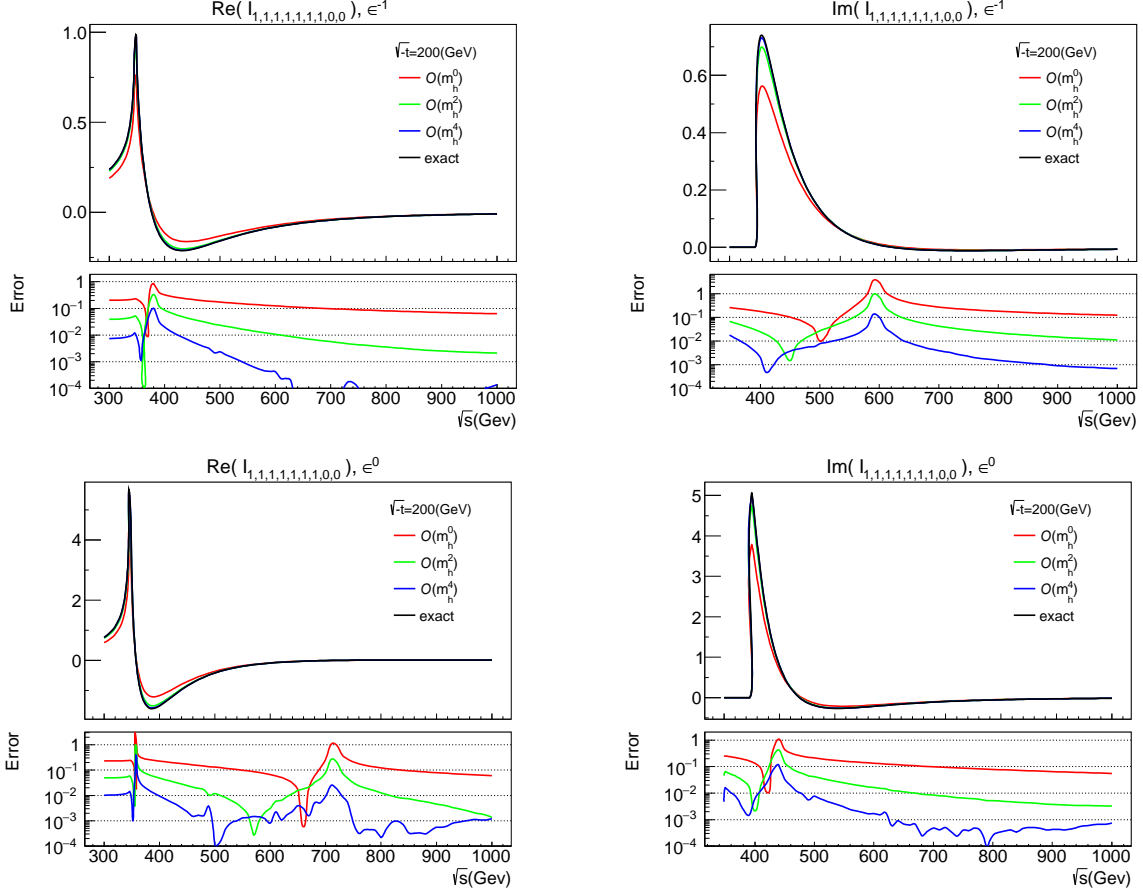 Re( I1,1,1,1,1,1,1,0,0 ), ϵ-1
1.0
0.5
0.0
√-t=200(GeV)
O(m0h)
O(m2h)
O(m4h)
exact
Error
1
10−1
10−2
10−3
10−4
300 400 500 600 700 800 900 1000
√s(Gev)
Im( I1,1,1,1,1,1,1,0,0 ), ϵ-1
0.6
0.4
0.2
0.0
√-t=200(GeV)
O(m0h)
O(m2h)
O(m4h)
exact
Error
1
10−1
10−2
10−3
10−4
400 500 600 700 800 900 1000
√s(Gev)
Re( I1,1,1,1,1,1,1,0,0 ), ϵ0
4
2
0
√-t=200(GeV)
O(m0h)
O(m2h)
O(m4h)
exact
Error
1
10−1
10−2
10−3
10−4
300 400 500 600 700 800 900 1000
√s(Gev)
Im( I1,1,1,1,1,1,1,0,0 ), ϵ0
5
4
3
2
1
0
√-t=200(GeV)
O(m0h)
O(m2h)
O(m4h)
exact
Error
1
10−1
10−2
10−3
10−4
400 500 600 700 800 900 1000
√s(Gev)